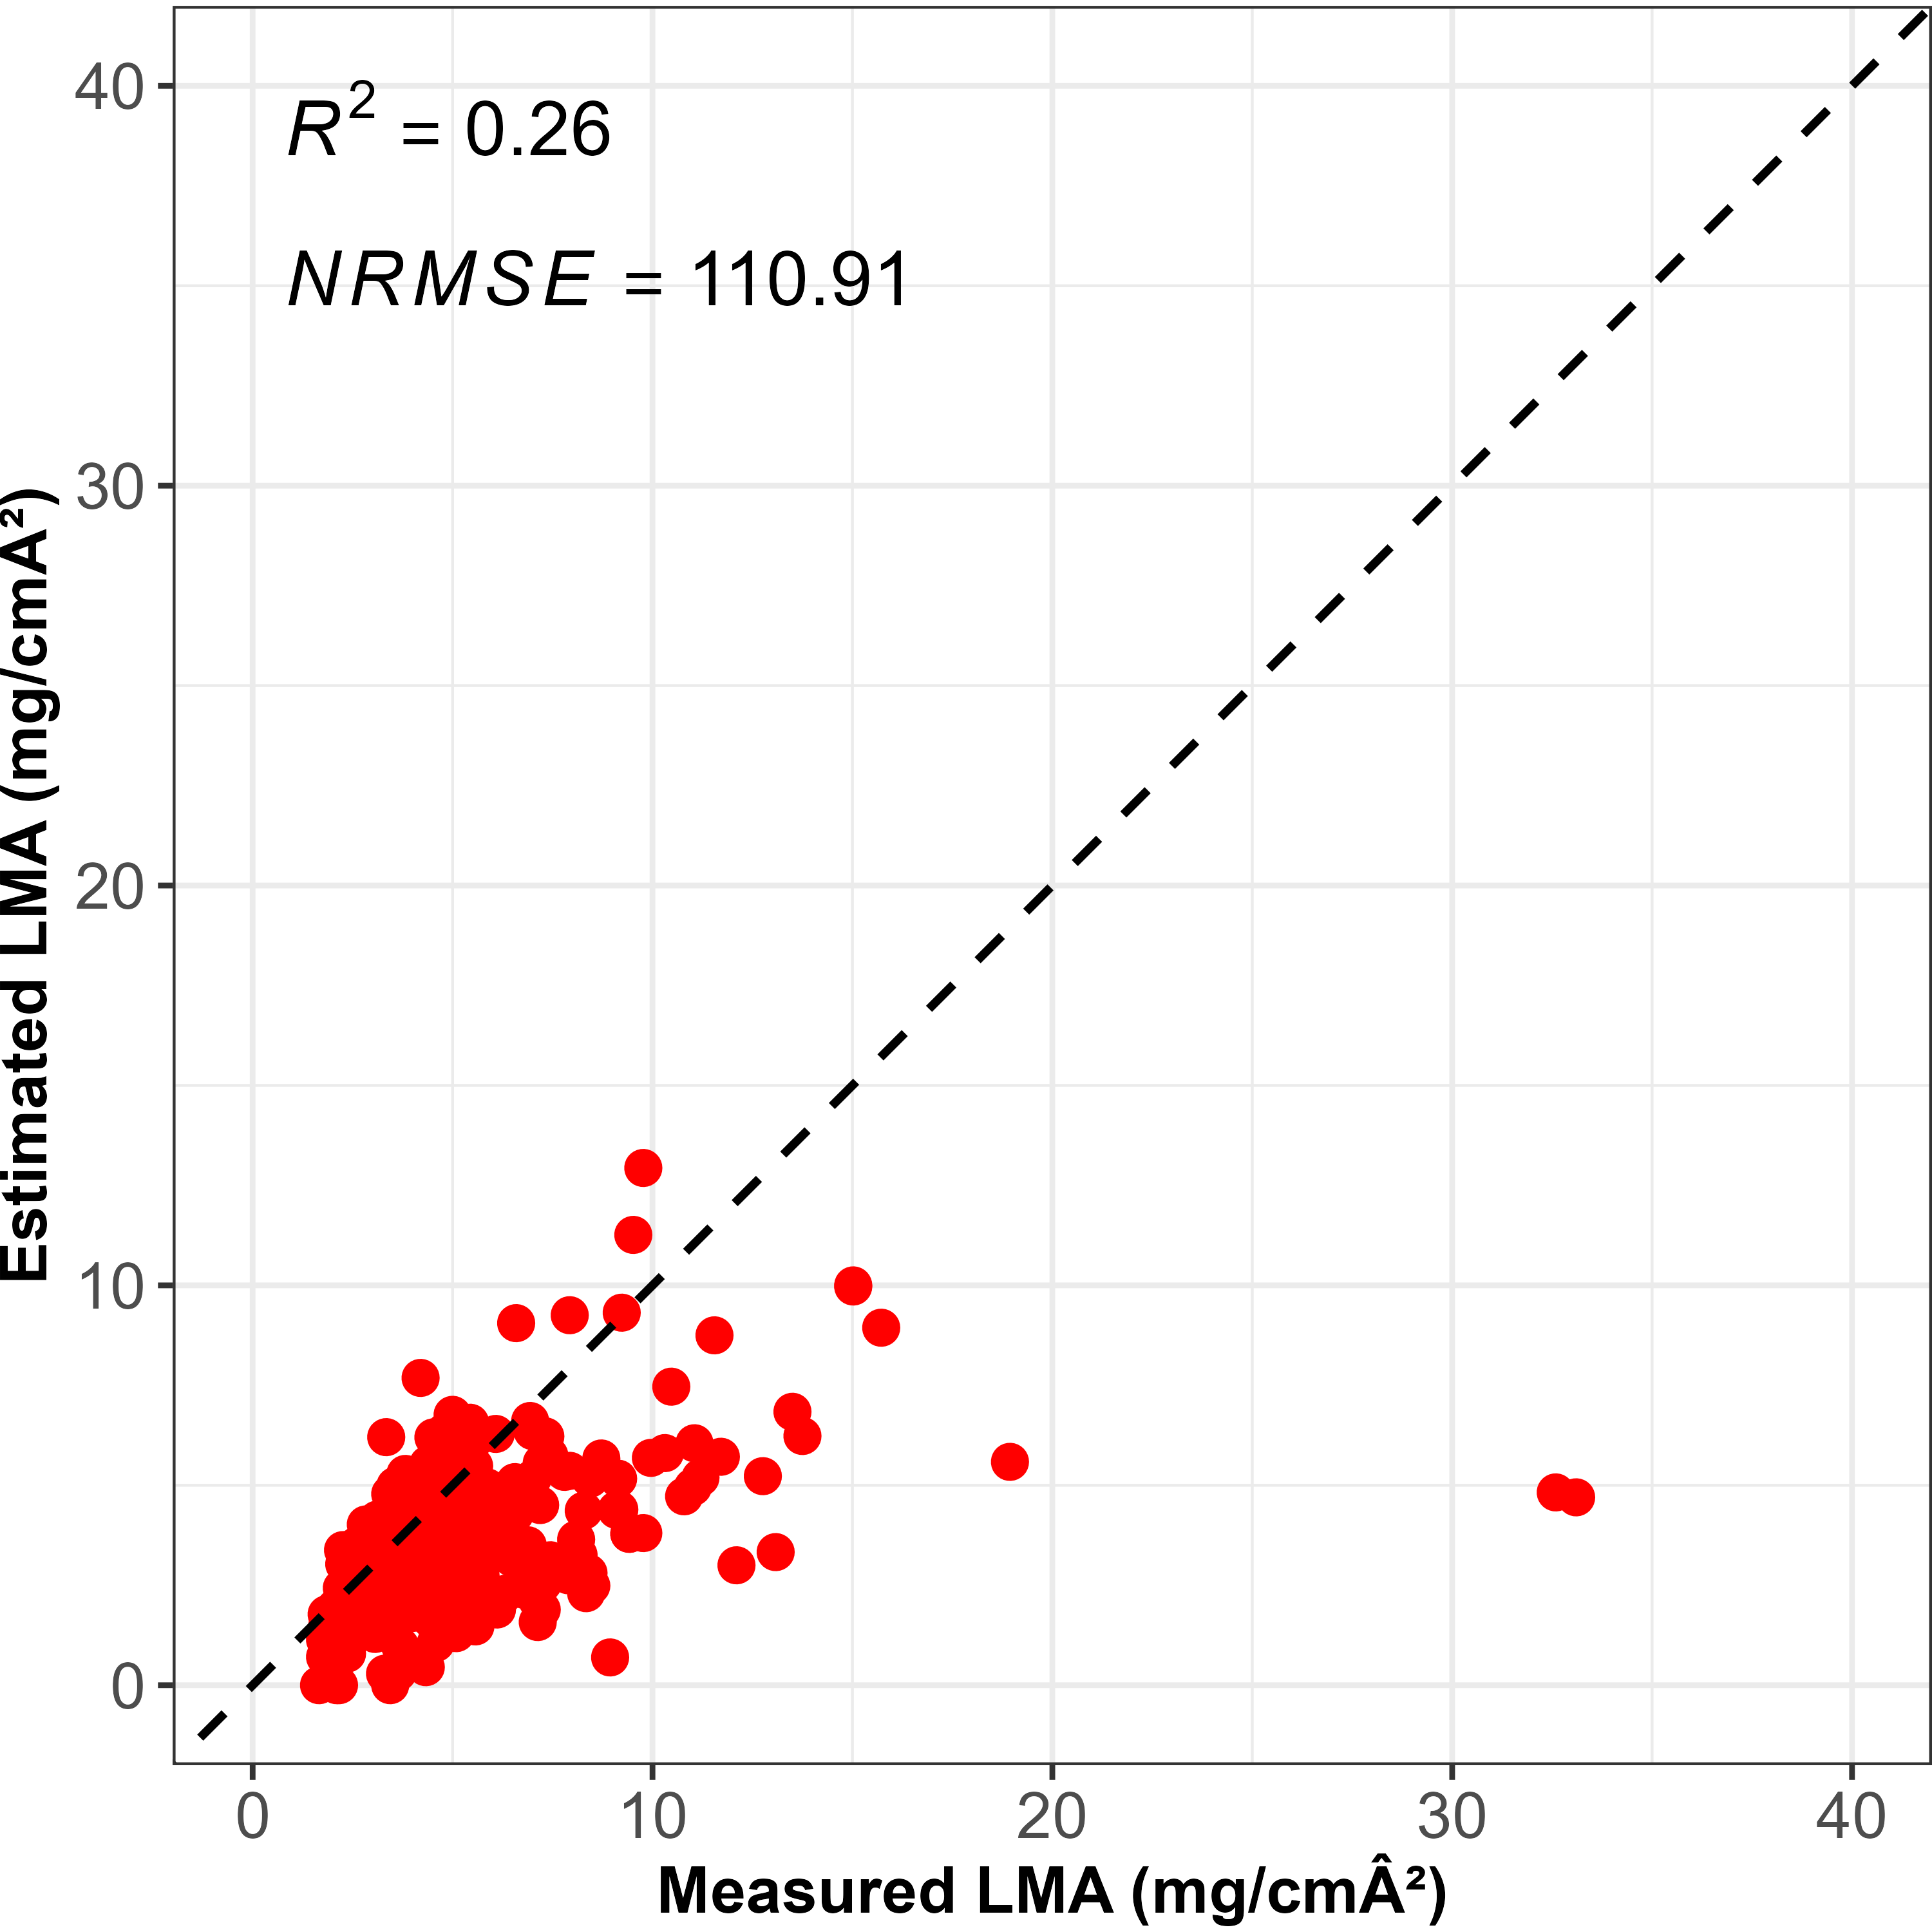 R² = 0.26
NRMSE = 110.91
40
30
20
10
0
Estimated LMA (mg/cmÂ²)
0 10 20 30 40
Measured LMA (mg/cmÂ²)